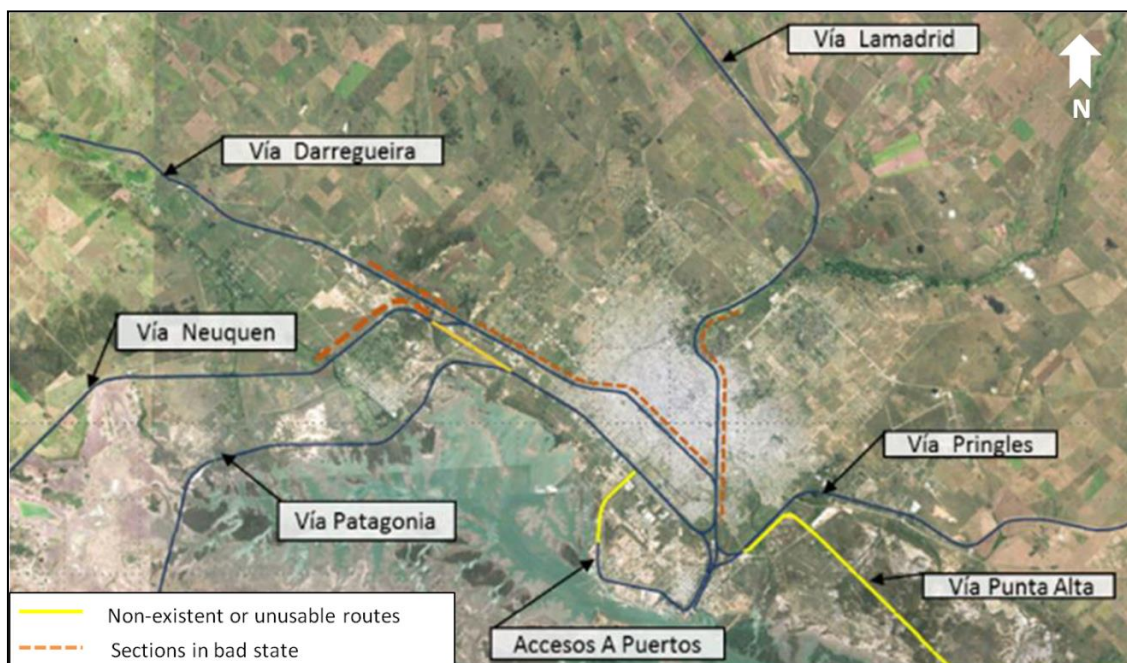 Vía Lamadrid
N
Vía Darregueira
Vía Neuquen
Vía Pringles
Vía Patagonia
Vía Punta Alta
Accesos A Puertos
Non-existent or unusable routes
Sections in bad state